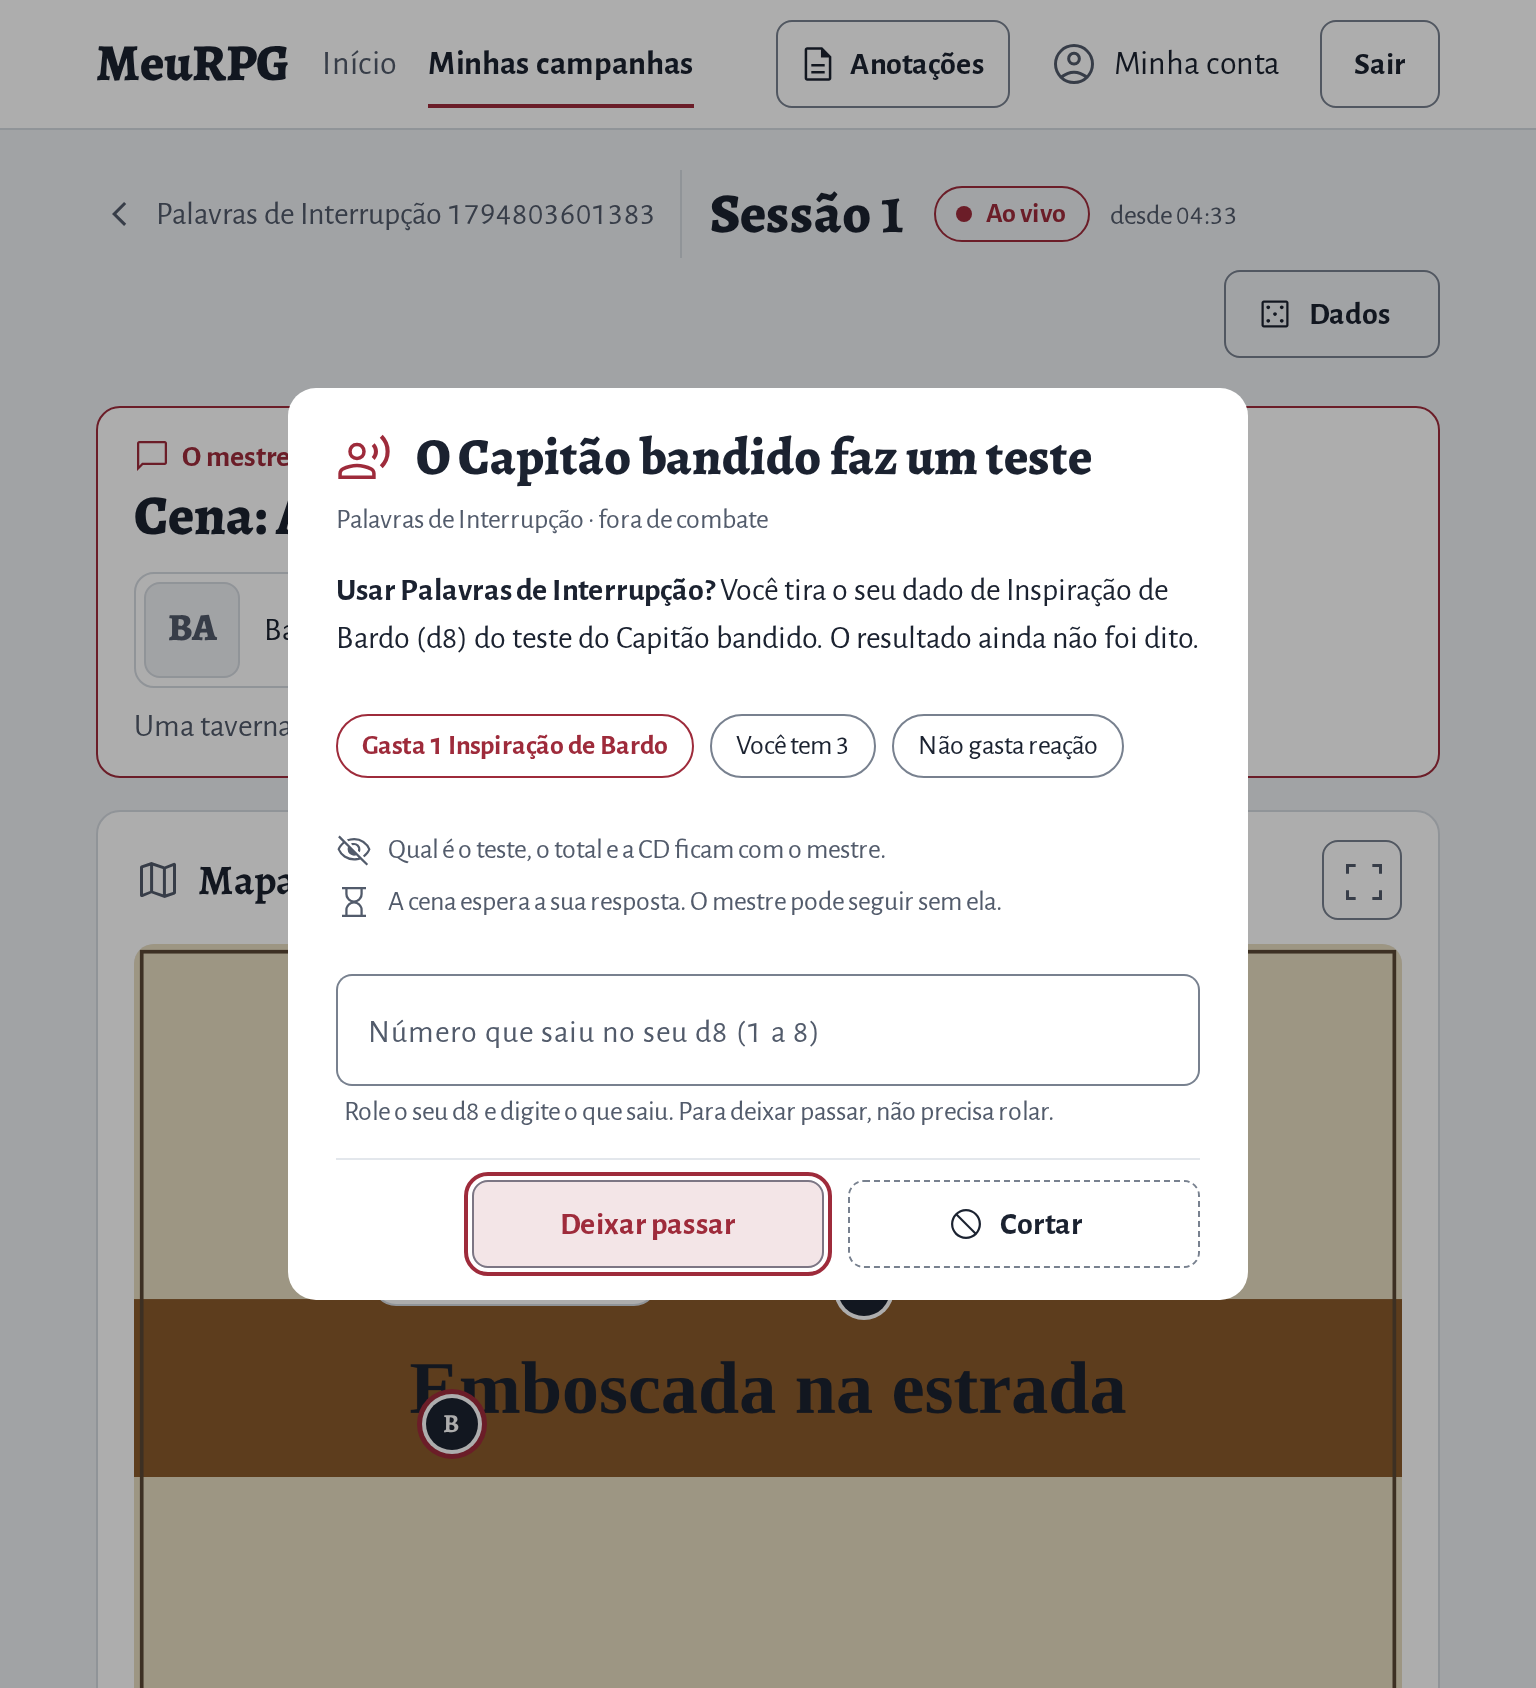 MeuRPG Início Minhas campanhas Anotações Minha conta Sair
Palavras de Interrupção 1794803601383 Sessão 1 Ao vivo desde 04:33
Dados
O mestre
Cena:
BA
Uma taverna
Mapa
O Capitão bandido faz um teste
Palavras de Interrupção · fora de combate
Usar Palavras de Interrupção? Você tira o seu dado de Inspiração de
Bardo (d8) do teste do Capitão bandido. O resultado ainda não foi dito.
Gasta 1 Inspiração de Bardo Você tem 3 Não gasta reação
Qual é o teste, o total e a CD ficam com o mestre.
A cena espera a sua resposta. O mestre pode seguir sem ela.
Número que saiu no seu d8 (1 a 8)
Role o seu d8 e digite o que saiu. Para deixar passar, não precisa rolar.
Deixar passar Cortar
Emboscada na estrada
B